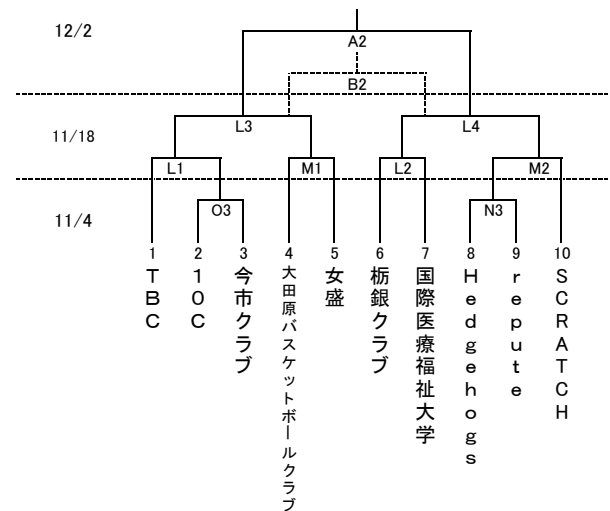 12/2
A2
B2
11/18
L3
L4
L1
M1
L2
M2
11/4
O3
N3
1
2
3
4
5
6
7
8
9
10
TBC
10C
今市クラブ
大田原バスケットボールクラブ
女盛
栃銀クラブ
国際医療福祉大学
Hedgehogs
repute
SCRATCH